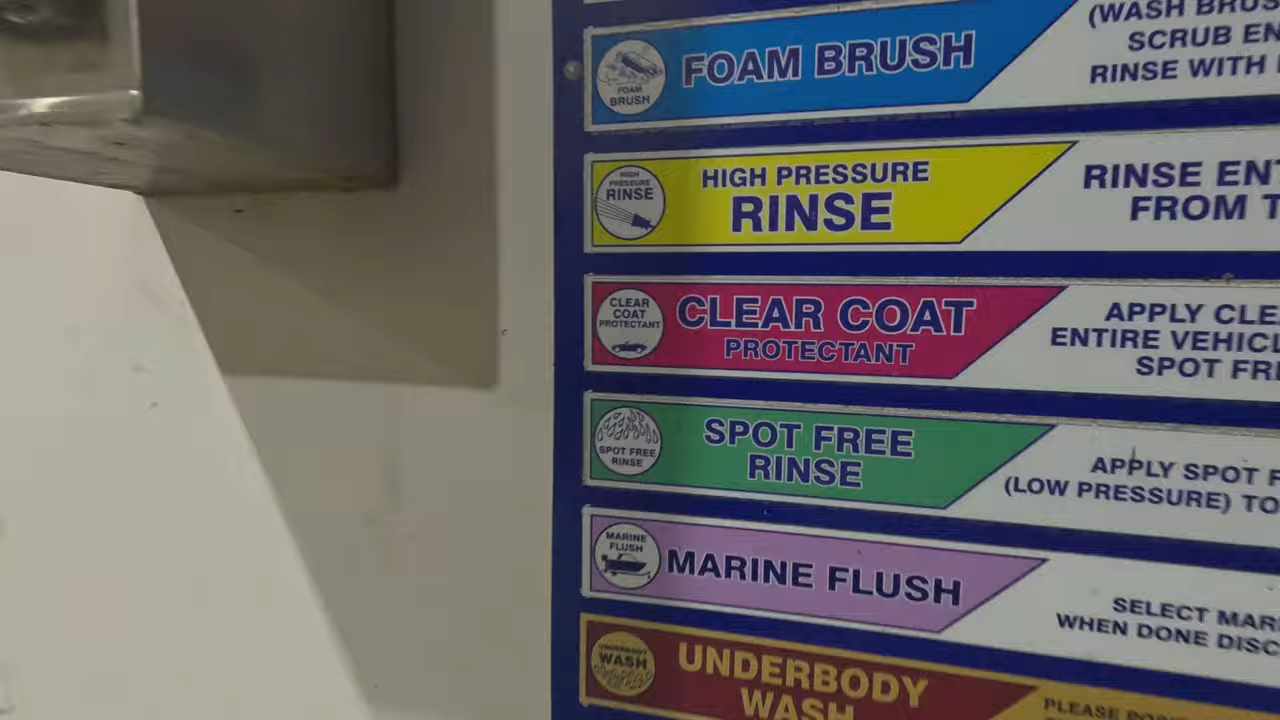 FOAM
BRUSH
FOAM BRUSH
(WASH BRUS
SCRUB EN
RINSE WITH
HIGH
PRESSURE
RINSE
HIGH PRESSURE
RINSE
RINSE ENT
FROM T
CLEAR
COAT
PROTECTANT
CLEAR COAT
PROTECTANT
APPLY CLE
ENTIRE VEHICL
SPOT FRE
SPOT FREE
RINSE
SPOT FREE
RINSE
APPLY SPOT F
(LOW PRESSURE) TO
MARINE
FLUSH
MARINE FLUSH
SELECT MAR
WHEN DONE DISC
UNDERBODY
WASH
UNDERBODY
WASH
PLEASE